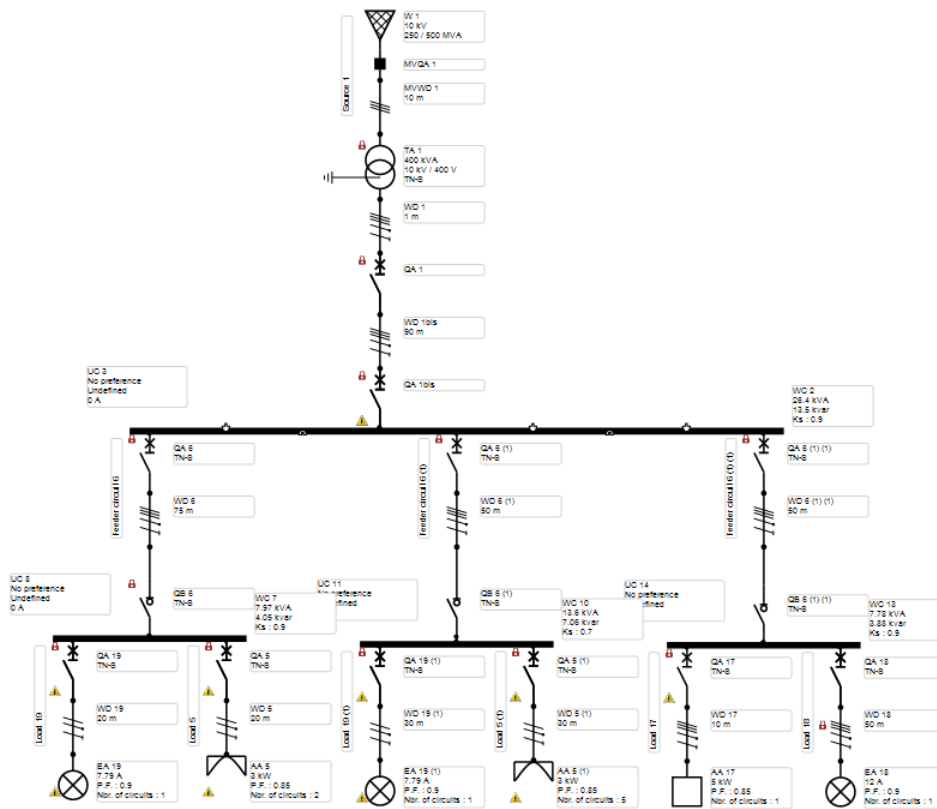 W 1
10 kV
250 / 500 MVA
Source 1
MVQA 1
MVWD 1
10 m
TA 1
400 kVA
10 kV / 400 V
TN-S
WD 1
1 m
QA 1
WD 1bis
90 m
QA 1bis
UC 3
No preference
Undefined
0 A
WC 2
26.4 kVA
13.5 kvar
Ks : 0.9
Feeder circuit 6
QA 6
TN-S
WD 6
75 m
Feeder circuit 6 (1)
QA 6 (1)
TN-S
WD 6 (1)
50 m
Feeder circuit 6 (1) (1)
QA 6 (1) (1)
TN-S
WD 6 (1) (1)
50 m
UC 8
No preference
Undefined
0 A
QB 6
TN-S
WC 7
7.97 kVA
4.05 kvar
Ks : 0.9
UC 11
No preference
fined
QB 6 (1)
TN-S
WC 10
13.6 kVA
7.06 kvar
Ks : 0.7
UC 14
No preference
Undefined
QB 6 (1) (1)
TN-S
WC 13
7.78 kVA
3.88 kvar
Ks : 0.9
Load 19
QA 19
TN-S
WD 19
20 m
EA 19
7.79 A
P.F. : 0.9
Nbr. of circuits : 1
Load 5
QA 5
TN-S
WD 5
20 m
AA 5
3 kW
P.F. : 0.85
Nbr. of circuits : 2
Load 19 (1)
QA 19 (1)
TN-S
WD 19 (1)
30 m
EA 19 (1)
7.79 A
P.F. : 0.9
Nbr. of circuits : 1
Load 5 (1)
QA 5 (1)
TN-S
WD 5 (1)
30 m
AA 5 (1)
3 kW
P.F. : 0.85
Nbr. of circuits : 5
Load 17
QA 17
TN-S
WD 17
10 m
AA 17
5 kW
P.F. : 0.85
Nbr. of circuits : 1
Load 18
QA 18
TN-S
WD 18
50 m
EA 18
12 A
P.F. : 0.9
Nbr. of circuits : 1